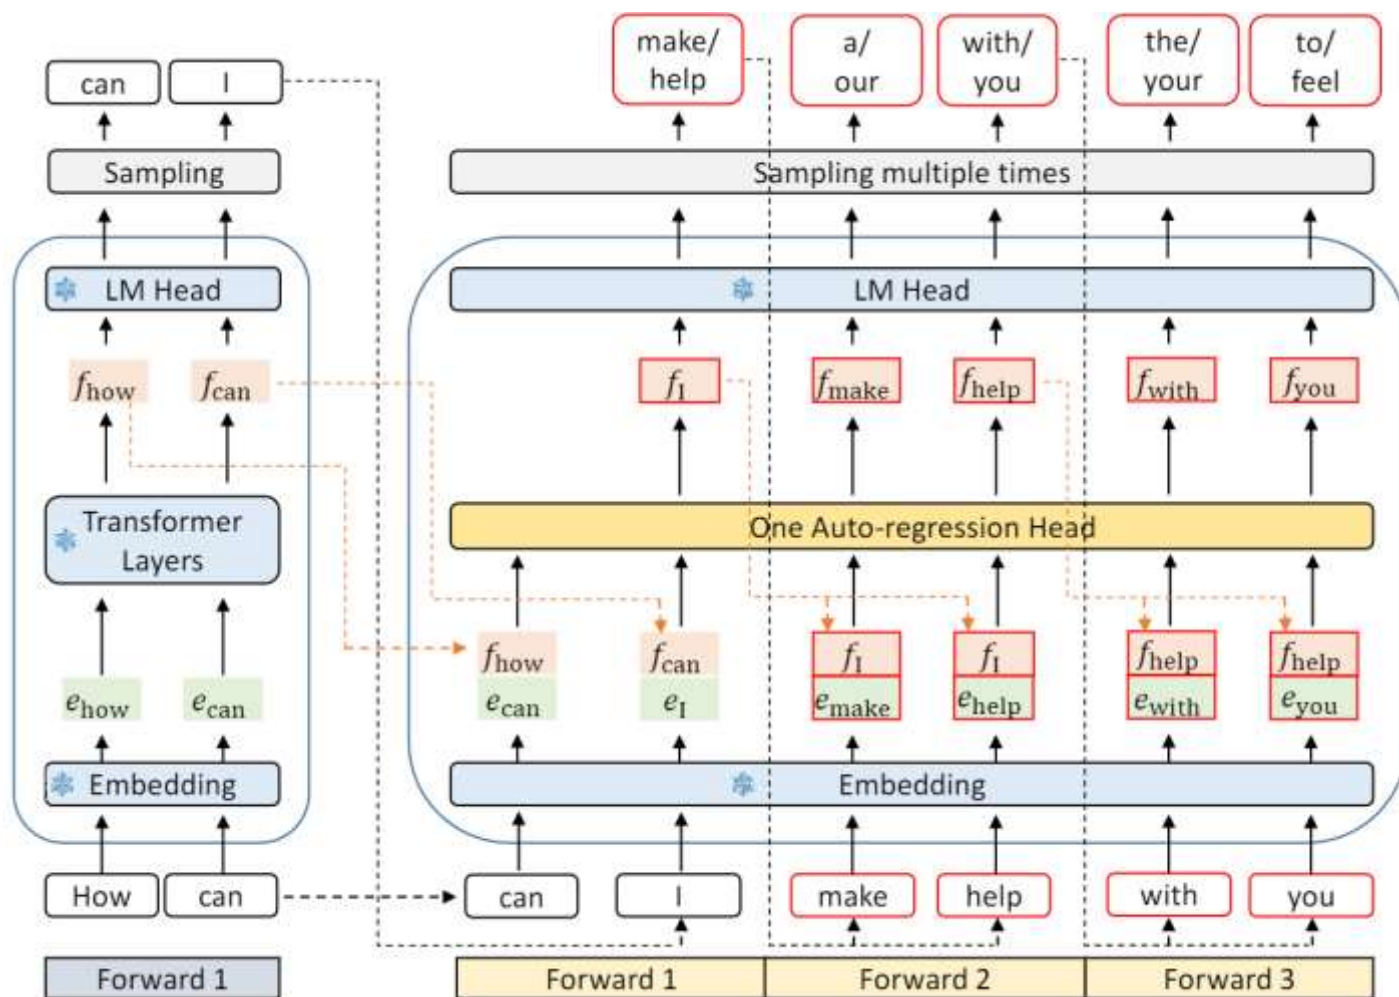 can
I
make/
help
a/
our
with/
you
the/
your
to/
feel
Sampling
Sampling multiple times
LM Head
LM Head
f_how
f_can
f_I
f_make
f_help
f_with
f_you
Transformer
Layers
One Auto-regression Head
f_how
f_can
f_I
f_I
f_help
f_help
e_how
e_can
e_can
e_I
e_make
e_help
e_with
e_you
Embedding
Embedding
How
can
can
I
make
help
with
you
Forward 1
Forward 1
Forward 2
Forward 3